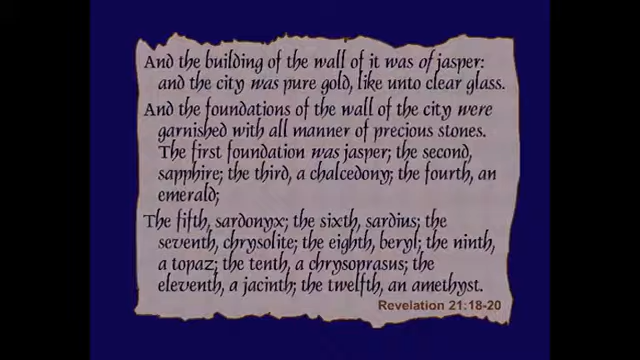 And the building of the wall of it was of jasper:
and the city was pure gold, like unto clear glass.
And the foundations of the wall of the city were
garnished with all manner of precious stones.
The first foundation was jasper; the second,
sapphire; the third, a chalcedony; the fourth, an
emerald;
The fifth, sardonyx; the sixth, sardius; the
seventh, chrysolite; the eighth, beryl; the ninth,
a topaz; the tenth, a chrysoprasus; the
eleventh, a jacinth; the twelfth, an amethyst.
Revelation 21:18-20